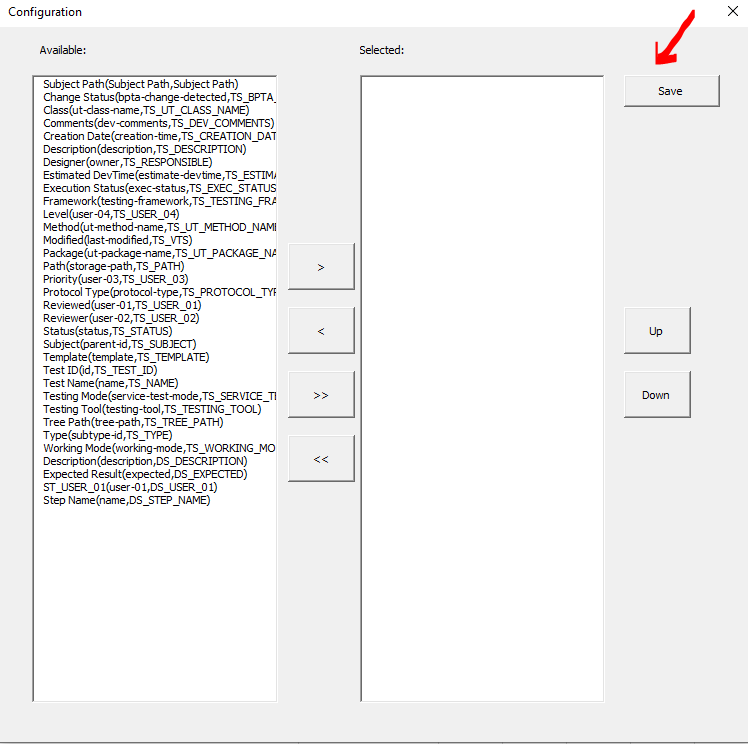 Configuration
Available:
Selected:
Subject Path(Subject Path,Subject Path)
Change Status(bpta-change-detected,TS_BPTA_
Class(ut-class-name,TS_UT_CLASS_NAME)
Comments(dev-comments,TS_DEV_COMMENTS)
Creation Date(creation-time,TS_CREATION_DAT
Description(description,TS_DESCRIPTION)
Designer(owner,TS_RESPONSIBLE)
Estimated DevTime(estimate-devtime,TS_ESTIMA
Execution Status(exec-status,TS_EXEC_STATUS
Framework(testing-framework,TS_TESTING_FRA
Level(user-04,TS_USER_04)
Method(ut-method-name,TS_UT_METHOD_NAME
Modified(last-modified,TS_VTS)
Package(ut-package-name,TS_UT_PACKAGE_NA
Path(storage-path,TS_PATH)
Priority(user-03,TS_USER_03)
Protocol Type(protocol-type,TS_PROTOCOL_TYP
Reviewed(user-01,TS_USER_01)
Reviewer(user-02,TS_USER_02)
Status(status,TS_STATUS)
Subject(parent-id,TS_SUBJECT)
Template(template,TS_TEMPLATE)
Test ID(id,TS_TEST_ID)
Test Name(name,TS_NAME)
Testing Mode(service-test-mode,TS_SERVICE_TE
Testing Tool(testing-tool,TS_TESTING_TOOL)
Tree Path(tree-path,TS_TREE_PATH)
Type(subtype-id,TS_TYPE)
Working Mode(working-mode,TS_WORKING_MO
Description(description,DS_DESCRIPTION)
Expected Result(expected,DS_EXPECTED)
ST_USER_01(user-01,DS_USER_01)
Step Name(name,DS_STEP_NAME)
>
<
>>
<<
Save
Up
Down